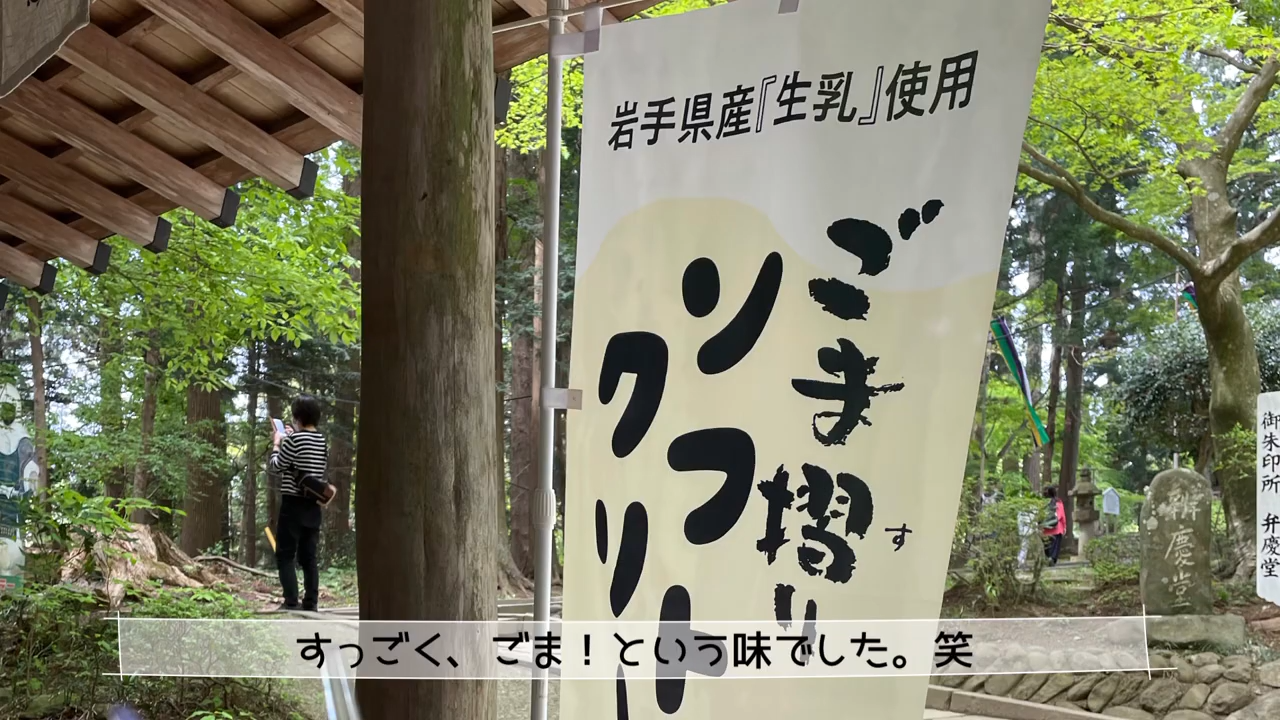 岩手県産『生乳』使用
ごま摺り
す
ソフト
クリー
御朱印所 弁慶堂
辨慶堂
すっごく、ごま！という味でした。笑